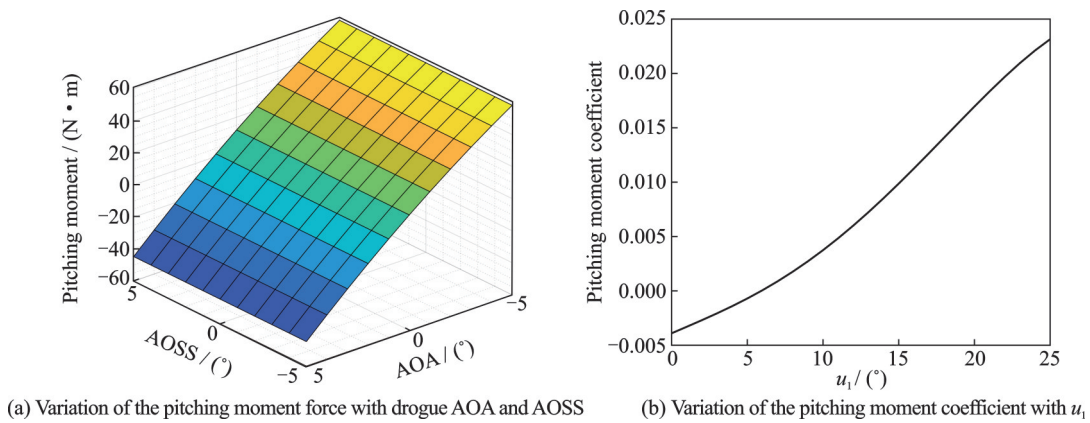 60
40
20
0
−20
−40
−60
Pitching moment / (N • m)
5
0
−5
AOSS / (°)
5
0
−5
AOA / (°)
(a) Variation of the pitching moment force with drogue AOA and AOSS
0.025
0.020
0.015
0.010
0.005
0.000
−0.005
Pitching moment coefficient
0 5 10 15 20 25
u₁ / (°)
(b) Variation of the pitching moment coefficient with u₁